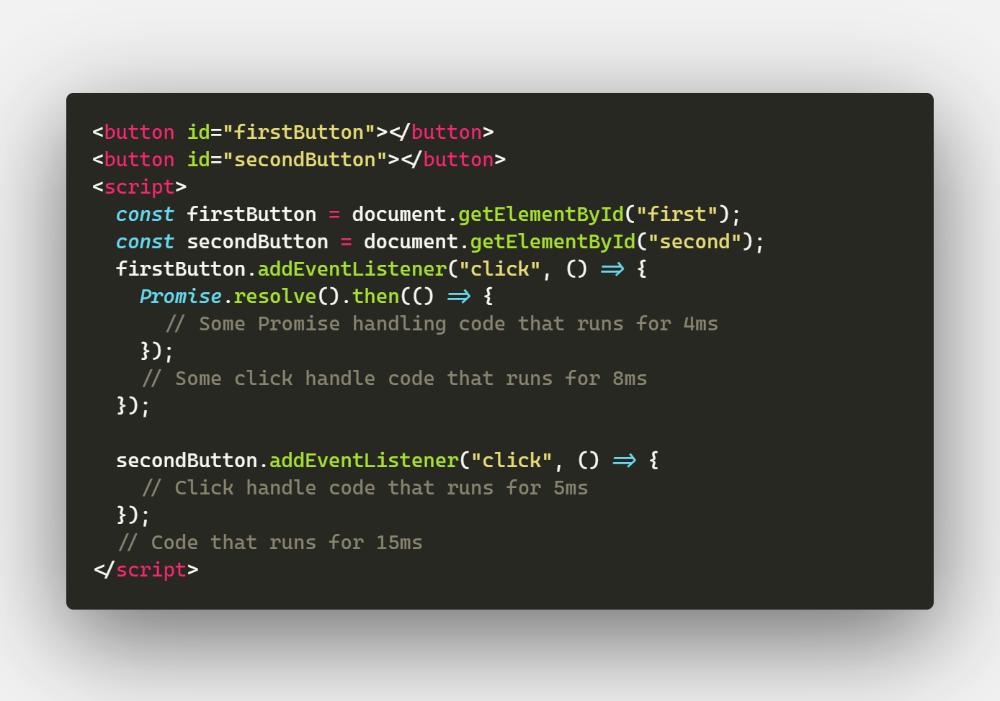 <button id="firstButton"></button>
<button id="secondButton"></button>
<script>
  const firstButton = document.getElementById("first");
  const secondButton = document.getElementById("second");
  firstButton.addEventListener("click", () => {
    Promise.resolve().then(() => {
      // Some Promise handling code that runs for 4ms
    });
    // Some click handle code that runs for 8ms
  });

  secondButton.addEventListener("click", () => {
    // Click handle code that runs for 5ms
  });
  // Code that runs for 15ms
</script>